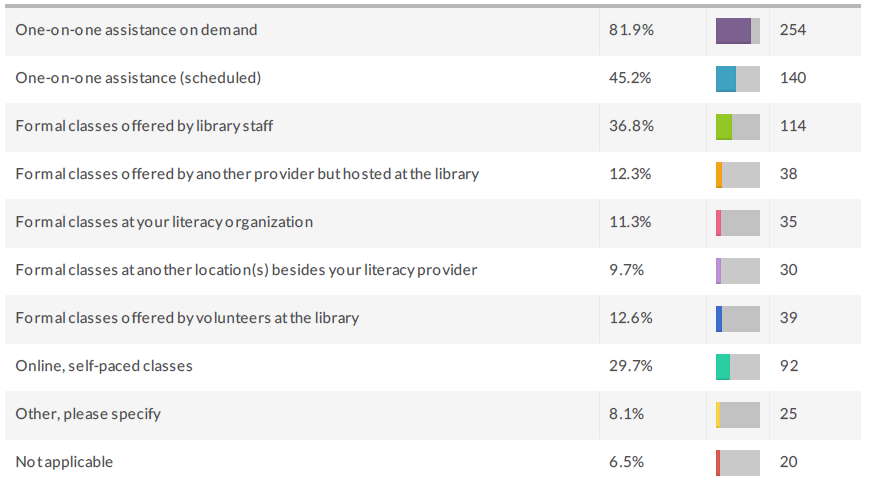 One-on-one assistance on demand 81.9% 254
One-on-one assistance (scheduled) 45.2% 140
Formal classes offered by library staff 36.8% 114
Formal classes offered by another provider but hosted at the library 12.3% 38
Formal classes at your literacy organization 11.3% 35
Formal classes at another location(s) besides your literacy provider 9.7% 30
Formal classes offered by volunteers at the library 12.6% 39
Online, self-paced classes 29.7% 92
Other, please specify 8.1% 25
Not applicable 6.5% 20